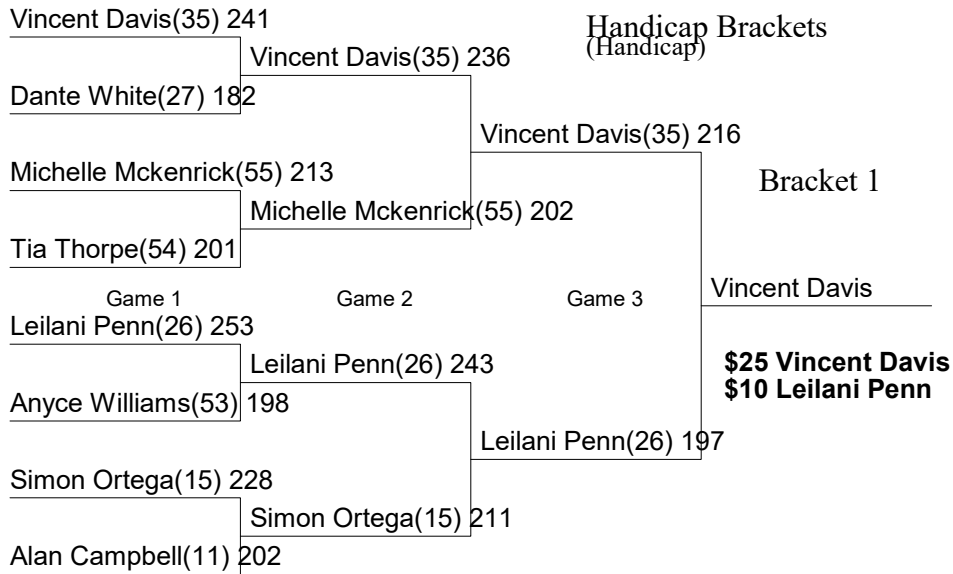 Vincent Davis(35) 241
Handicap Brackets
(Handicap)
Vincent Davis(35) 236
Dante White(27) 182
Vincent Davis(35) 216
Michelle Mckenrick(55) 213
Bracket 1
Michelle Mckenrick(55) 202
Tia Thorpe(54) 201
Game 1
Game 2
Game 3
Vincent Davis
Leilani Penn(26) 253
Leilani Penn(26) 243
$25 Vincent Davis
$10 Leilani Penn
Anyce Williams(53) 198
Leilani Penn(26) 197
Simon Ortega(15) 228
Simon Ortega(15) 211
Alan Campbell(11) 202